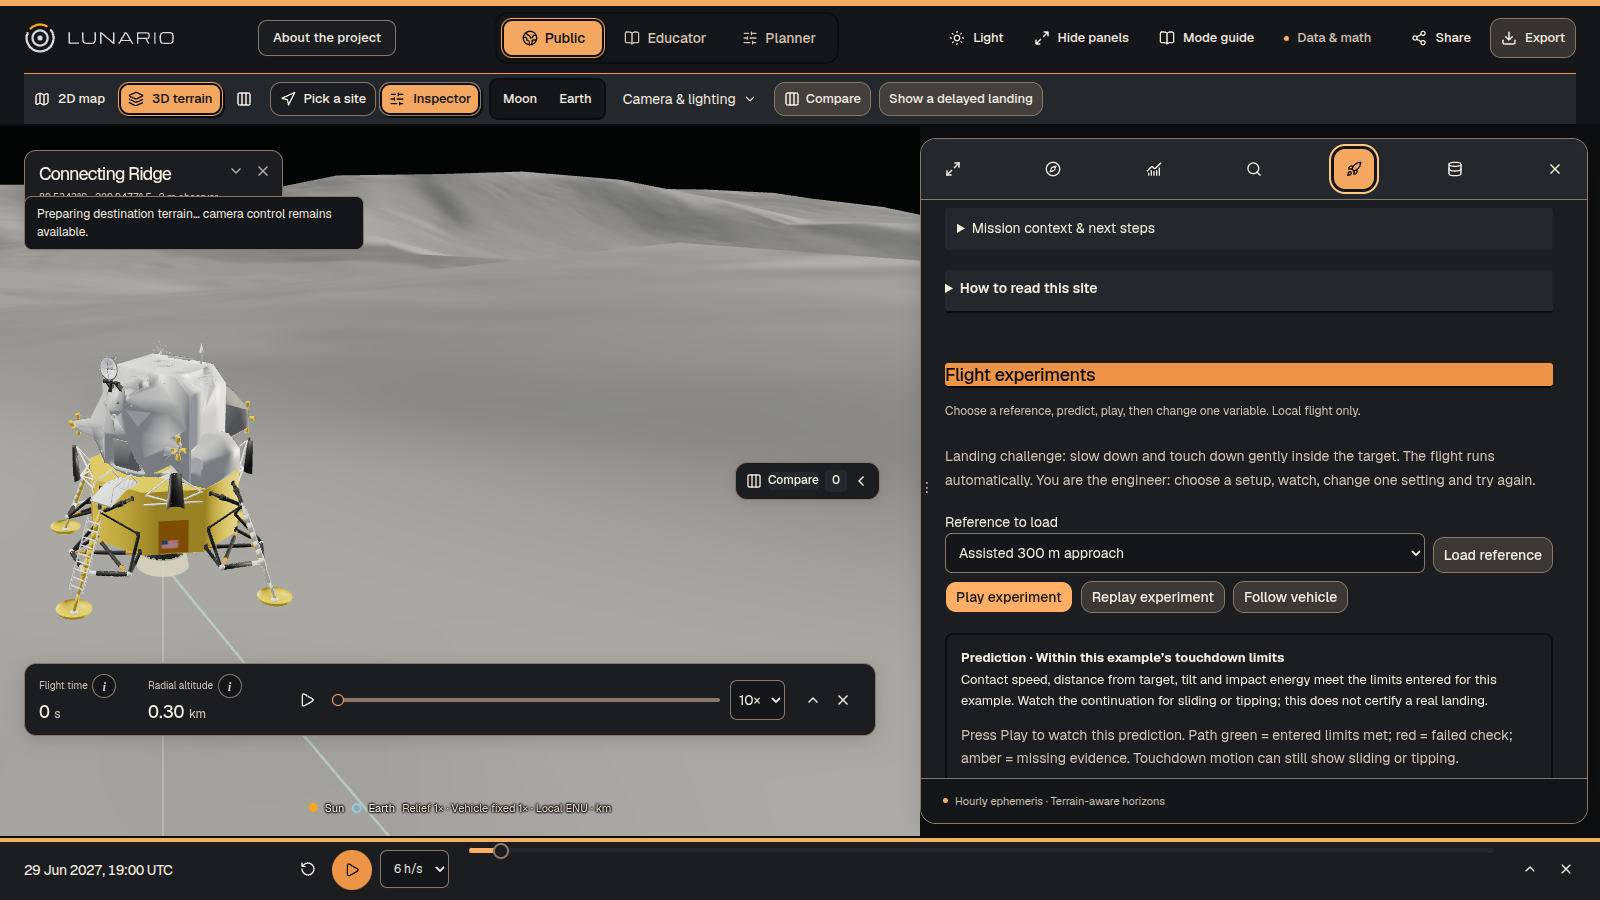 LUNARIO
About the project
Public
Educator
Planner
Light
Hide panels
Mode guide
Data & math
Share
Export
2D map
3D terrain
Pick a site
Inspector
Moon
Earth
Camera & lighting
Compare
Show a delayed landing
Connecting Ridge
Preparing destination terrain... camera control remains
available.
Compare 0
Flight time i
0 s
Radial altitude i
0.30 km
10×
Sun Earth Relief 1× · Vehicle fixed 1× · Local ENU · km
Mission context & next steps
How to read this site
Flight experiments
Choose a reference, predict, play, then change one variable. Local flight only.
Landing challenge: slow down and touch down gently inside the target. The flight runs
automatically. You are the engineer: choose a setup, watch, change one setting and try again.
Reference to load
Assisted 300 m approach
Load reference
Play experiment
Replay experiment
Follow vehicle
Prediction · Within this example's touchdown limits
Contact speed, distance from target, tilt and impact energy meet the limits entered for this
example. Watch the continuation for sliding or tipping; this does not certify a real landing.
Press Play to watch this prediction. Path green = entered limits met; red = failed check;
amber = missing evidence. Touchdown motion can still show sliding or tipping.
Hourly ephemeris · Terrain-aware horizons
29 Jun 2027, 19:00 UTC
6 h/s